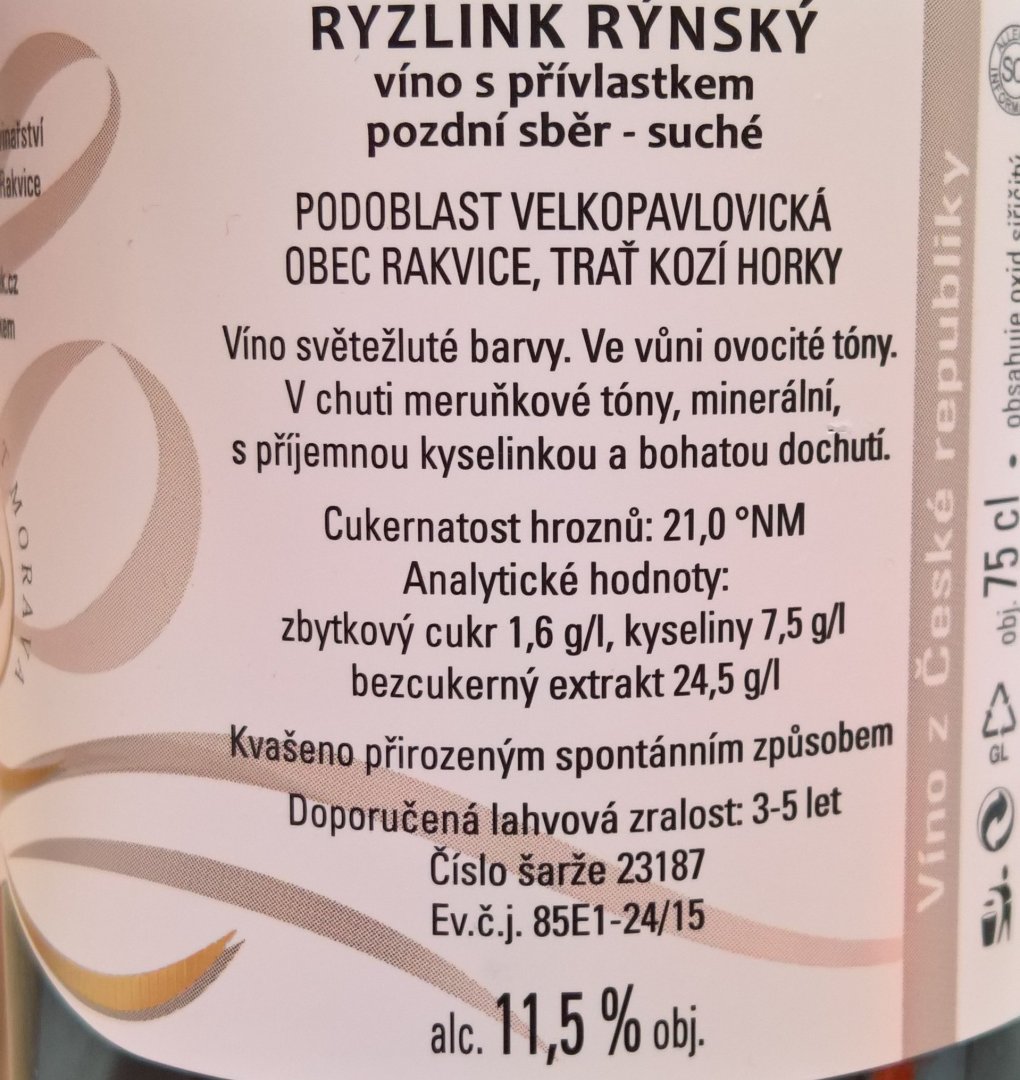 RYZLINK RÝNSKÝ
víno s přívlastkem
pozdní sběr - suché
PODOBLAST VELKOPAVLOVICKÁ
OBEC RAKVICE, TRAŤ KOZÍ HORKY
Víno světežluté barvy. Ve vůni ovocité tóny.
V chuti meruňkové tóny, minerální,
s příjemnou kyselinkou a bohatou dochutí.
Cukernatost hroznů: 21,0 °NM
Analytické hodnoty:
zbytkový cukr 1,6 g/l, kyseliny 7,5 g/l
bezcukerný extrakt 24,5 g/l
Kvašeno přirozeným spontánním způsobem
Doporučená lahvová zralost: 3-5 let
Číslo šarže 23187
Ev.č.j. 85E1-24/15
alc. 11,5 % obj.
Rakvice
MORAVA
Víno z České republiky
obj. 75 cl • obsahuje oxid siřičitý
GL